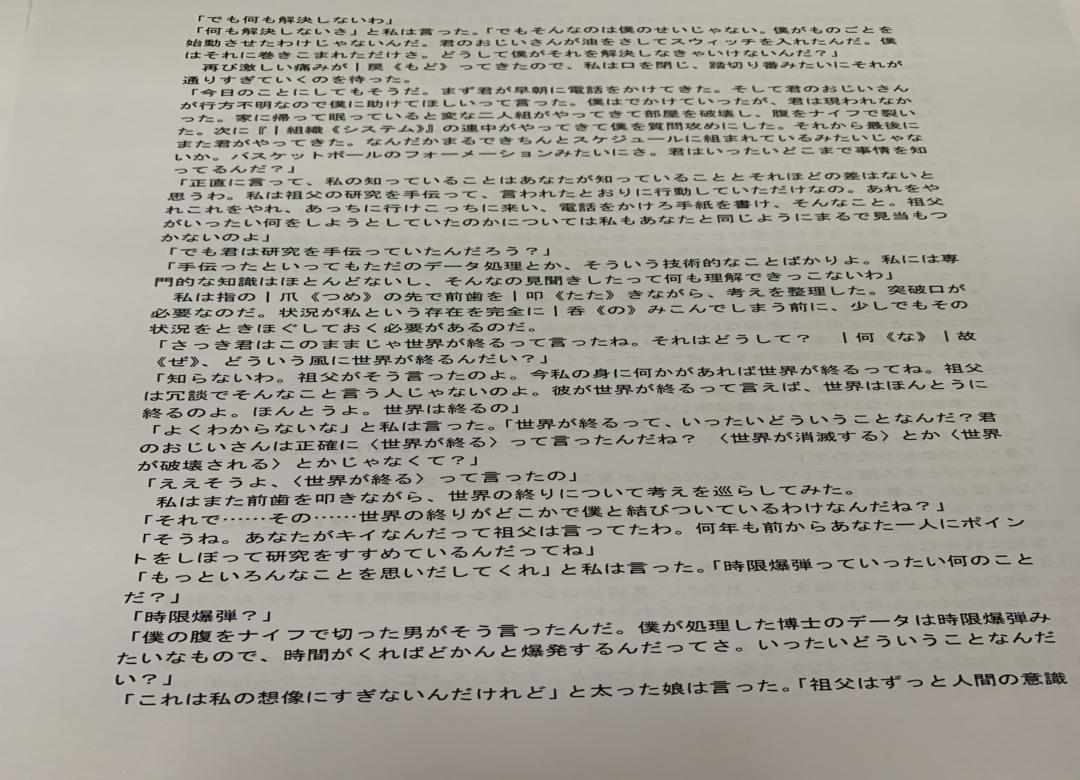 「でも何も解決しないわ」
「何も解決しないさ」と私は言った。「でもそんなのは僕のせいじゃない。僕がものごとを
始動させたわけじゃないんだ。君のおじいさんが油をさしてスウィッチを入れたんだ。僕
はそれに巻きこまれただけさ。どうして僕がそれを解決しなきゃいけないんだ？」
　再び激しい痛みが｜戻《もど》ってきたので、私は口を閉じ、踏切り番みたいにそれが
通りすぎていくのを待った。
「今日のことにしてもそうだ。まず君が早朝に電話をかけてきた。そして君のおじいさん
が行方不明なので僕に助けてほしいって言った。僕はでかけていったが、君は現われなか
った。家に帰って眠っていると変な二人組がやってきて部屋を破壊し、腹をナイフで裂い
た。次に『｜組織《システム》』の連中がやってきて僕を質問攻めにした。それから最後に
また君がやってきた。なんだかまるできちんとスケジュールに組まれているみたいじゃな
いか。バスケットボールのフォーメーションみたいにさ。君はいったいどこまで事情を知
ってるんだ？」
「正直に言って、私の知っていることはあなたが知っていることとそれほどの差はないと
思うわ。私は祖父の研究を手伝って、言われたとおりに行動していただけなの。あれをや
れこれをやれ、あっちに行けこっちに来い、電話をかけろ手紙を書け、そんなこと。祖父
がいったい何をしようとしていたのかについては私もあなたと同じようにまるで見当もつ
かないのよ」
「でも君は研究を手伝っていたんだろう？」
「手伝ったといってもただのデータ処理とか、そういう技術的なことばかりよ。私には専
門的な知識はほとんどないし、そんなの見聞きしたって何も理解できっこないわ」
　私は指の｜爪《つめ》の先で前歯を｜叩《たた》きながら、考えを整理した。突破口が
必要なのだ。状況が私という存在を完全に｜呑《の》みこんでしまう前に、少しでもその
状況をときほぐしておく必要があるのだ。
「さっき君はこのままじゃ世界が終るって言ったね。それはどうして？　｜何《な》｜故
《ぜ》、どういう風に世界が終るんだい？」
「知らないわ。祖父がそう言ったのよ。今私の身に何かがあれば世界が終るってね。祖父
は冗談でそんなこと言う人じゃないのよ。彼が世界が終るって言えば、世界はほんとうに
終るのよ。ほんとうよ。世界は終るの」
「よくわからないな」と私は言った。「世界が終るって、いったいどういうことなんだ？君
のおじいさんは正確に〈世界が終る〉って言ったんだね？　〈世界が消滅する〉とか〈世界
が破壊される〉とかじゃなくて？」
「ええそうよ、〈世界が終る〉って言ったの」
　私はまた前歯を叩きながら、世界の終りについて考えを巡らしてみた。
「それで……その……世界の終りがどこかで僕と結びついているわけなんだね？」
「そうね。あなたがキイなんだって祖父は言ってたわ。何年も前からあなた一人にポイン
トをしぼって研究をすすめているんだってね」
「もっといろんなことを思いだしてくれ」と私は言った。「時限爆弾っていったい何のこと
だ？」
「時限爆弾？」
「僕の腹をナイフで切った男がそう言ったんだ。僕が処理した博士のデータは時限爆弾み
たいなもので、時間がくればどかんと爆発するんだってさ。いったいどういうことなんだ
い？」
「これは私の想像にすぎないんだけれど」と太った娘は言った。「祖父はずっと人間の意識